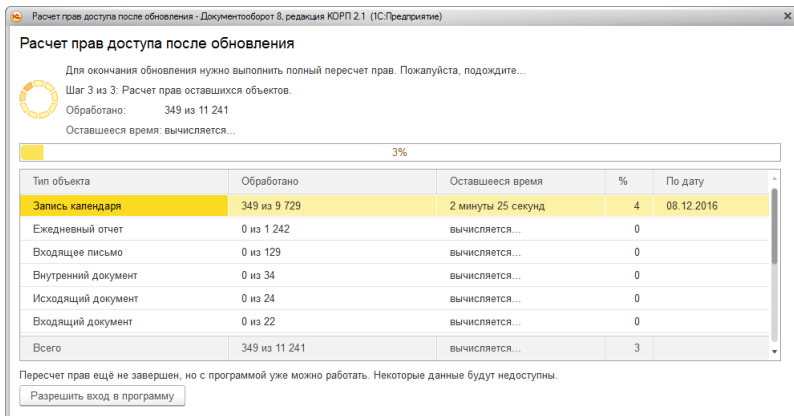 Расчет прав доступа после обновления - Документооборот 8, редакция КОРП 2.1 (1С:Предприятие)
Расчет прав доступа после обновления
Для окончания обновления нужно выполнить полный пересчет прав. Пожалуйста, подождите...
Шаг 3 из 3: Расчет прав оставшихся объектов.
Обработано: 349 из 11 241
Оставшееся время: вычисляется...
3%
Тип объекта Обработано Оставшееся время % По дату
Запись календаря 349 из 9 729 2 минуты 25 секунд 4 08.12.2016
Ежедневный отчет 0 из 1 242 вычисляется... 0
Входящее письмо 0 из 129 вычисляется... 0
Внутренний документ 0 из 34 вычисляется... 0
Исходящий документ 0 из 24 вычисляется... 0
Входящий документ 0 из 22 вычисляется... 0
Всего 349 из 11 241 вычисляется... 3
Пересчет прав ещё не завершен, но с программой уже можно работать. Некоторые данные будут недоступны.
Разрешить вход в программу